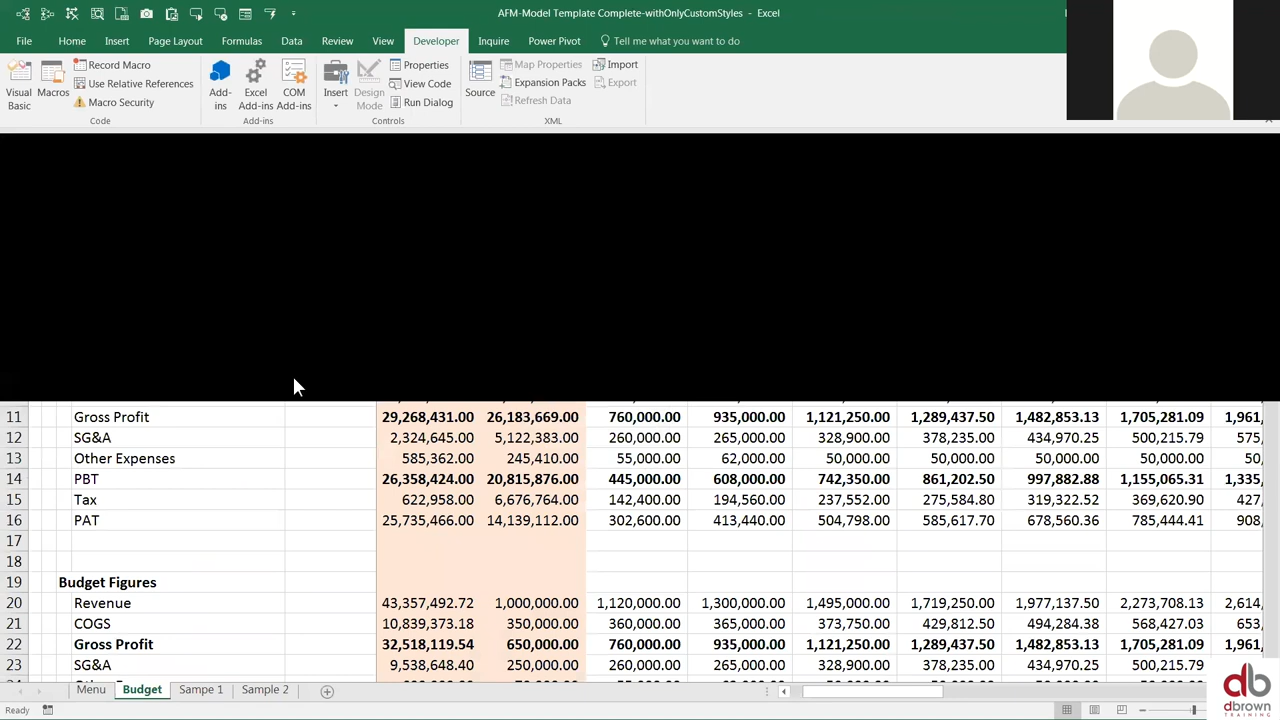 AFM-Model Template Complete-withOnlyCustomStyles - Excel
File Home Insert Page Layout Formulas Data Review View Developer Inquire Power Pivot Tell me what you want to do
Visual Basic
Macros
Record Macro
Use Relative References
Macro Security
Code
Add-ins
Excel Add-ins
COM Add-ins
Add-ins
Insert
Design Mode
Properties
View Code
Run Dialog
Controls
Source
Map Properties
Expansion Packs
Refresh Data
Import
Export
XML
11 Gross Profit 29,268,431.00 26,183,669.00 760,000.00 935,000.00 1,121,250.00 1,289,437.50 1,482,853.13 1,705,281.09 1,961,
12 SG&A 2,324,645.00 5,122,383.00 260,000.00 265,000.00 328,900.00 378,235.00 434,970.25 500,215.79 575,
13 Other Expenses 585,362.00 245,410.00 55,000.00 62,000.00 50,000.00 50,000.00 50,000.00 50,000.00 50,
14 PBT 26,358,424.00 20,815,876.00 445,000.00 608,000.00 742,350.00 861,202.50 997,882.88 1,155,065.31 1,335,
15 Tax 622,958.00 6,676,764.00 142,400.00 194,560.00 237,552.00 275,584.80 319,322.52 369,620.90 427,
16 PAT 25,735,466.00 14,139,112.00 302,600.00 413,440.00 504,798.00 585,617.70 678,560.36 785,444.41 908,
17
18
19 Budget Figures
20 Revenue 43,357,492.72 1,000,000.00 1,120,000.00 1,300,000.00 1,495,000.00 1,719,250.00 1,977,137.50 2,273,708.13 2,614,
21 COGS 10,839,373.18 350,000.00 360,000.00 365,000.00 373,750.00 429,812.50 494,284.38 568,427.03 653,
22 Gross Profit 32,518,119.54 650,000.00 760,000.00 935,000.00 1,121,250.00 1,289,437.50 1,482,853.13 1,705,281.09 1,961,
23 SG&A 9,538,648.40 250,000.00 260,000.00 265,000.00 328,900.00 378,235.00 434,970.25 500,215.79
Menu Budget Sampe 1 Sample 2
Ready
db
dbrown
TRAINING